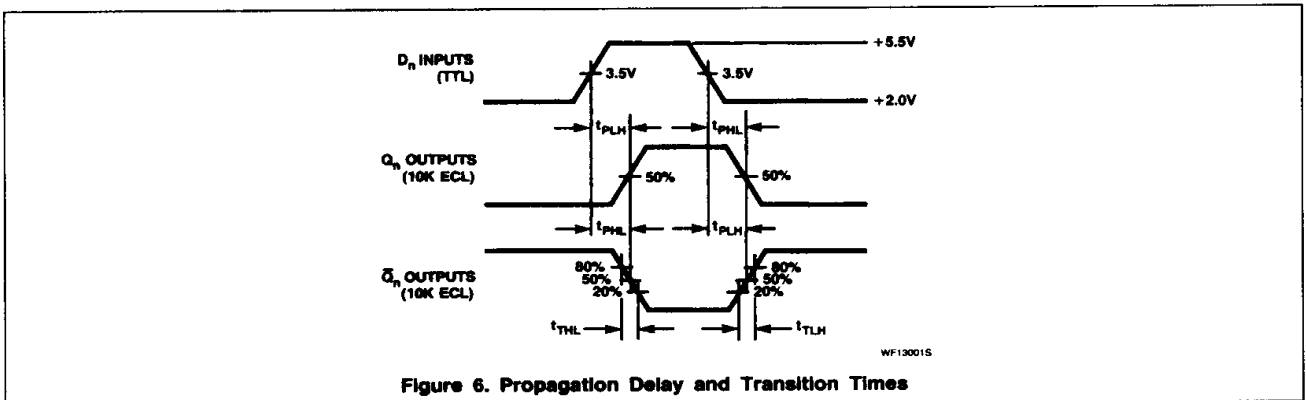 +5.5V
Dₙ INPUTS
(TTL)
3.5V
3.5V
+2.0V
tPLH
tPHL
Qₙ OUTPUTS
(10K ECL)
50%
50%
tPHL
tPLH
Q̄ₙ OUTPUTS
(10K ECL)
80%
50%
20%
80%
50%
20%
tTHL
tTLH
WF13001S
Figure 6. Propagation Delay and Transition Times